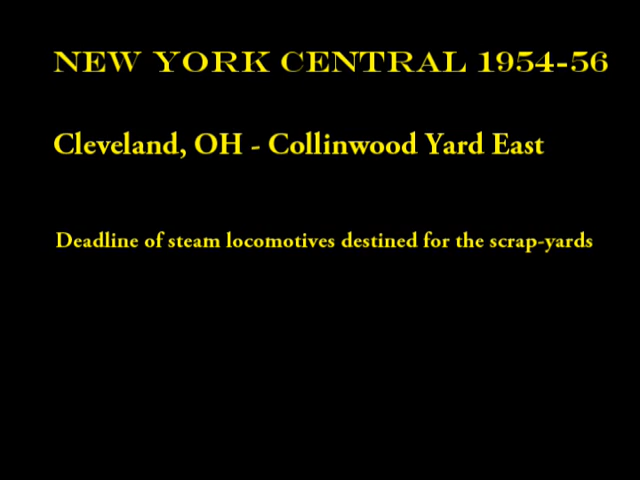 NEW YORK CENTRAL 1954-56
Cleveland, OH - Collinwood Yard East
Deadline of steam locomotives destined for the scrap-yards